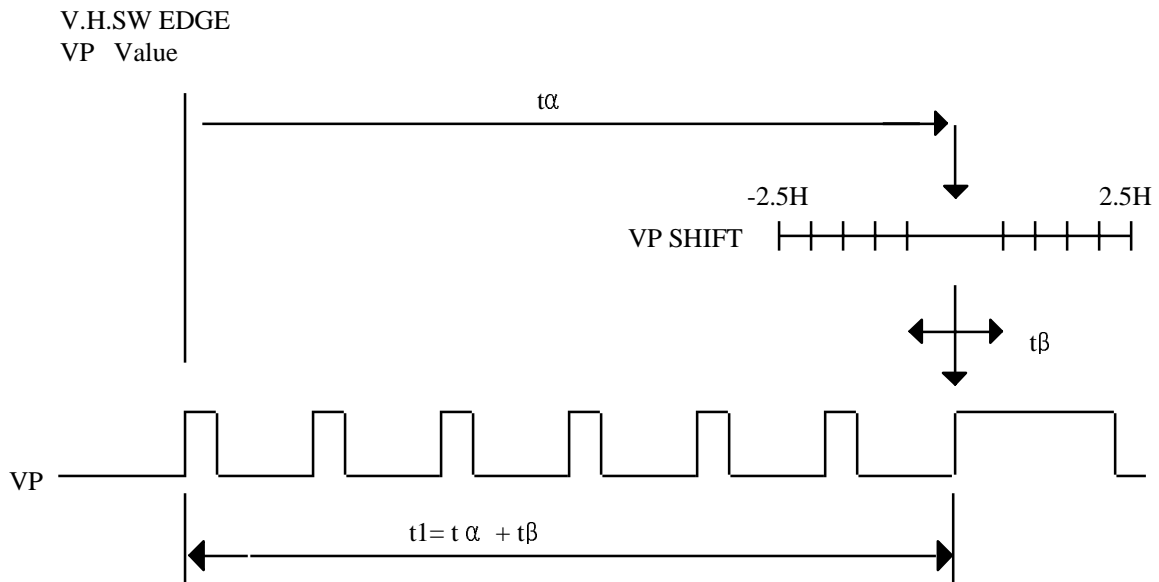 V.H.SW EDGE
VP Value
tα
-2.5H 2.5H
VP SHIFT
tβ
VP
t1= t α + tβ